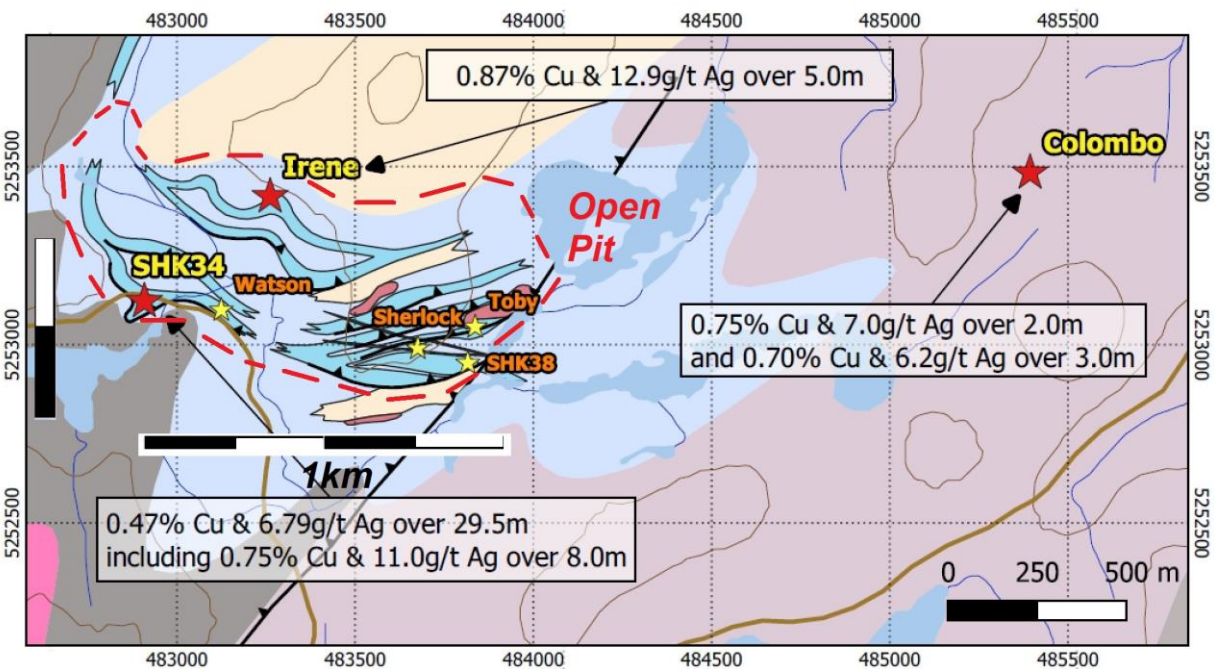 483000 483500 484000 484500 485000 485500
0.87% Cu & 12.9g/t Ag over 5.0m
5253500
Irene
Colombo
5253500
Open
Pit
SHK34
Watson
Sherlock
Toby
SHK38
5253000
0.75% Cu & 7.0g/t Ag over 2.0m
and 0.70% Cu & 6.2g/t Ag over 3.0m
5253000
1km
0.47% Cu & 6.79g/t Ag over 29.5m
including 0.75% Cu & 11.0g/t Ag over 8.0m
5252500
5252500
0 250 500 m
483000 483500 484000 484500 485000 485500